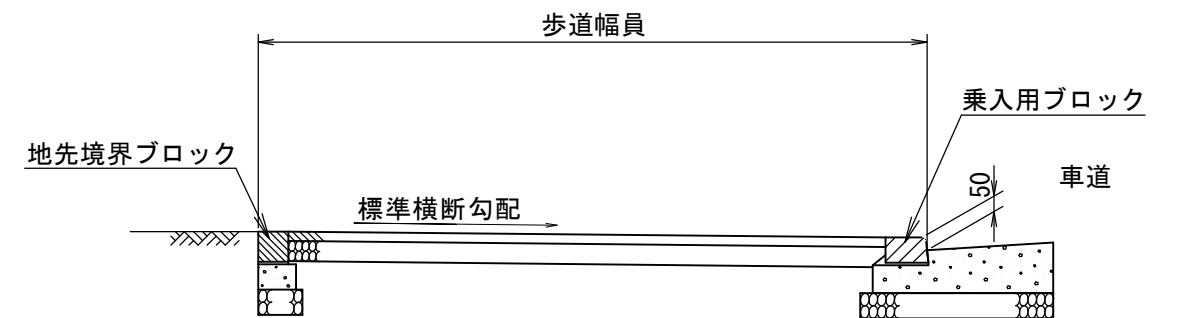 歩道幅員
乗入用ブロック
地先境界ブロック
50
車道
標準横断勾配